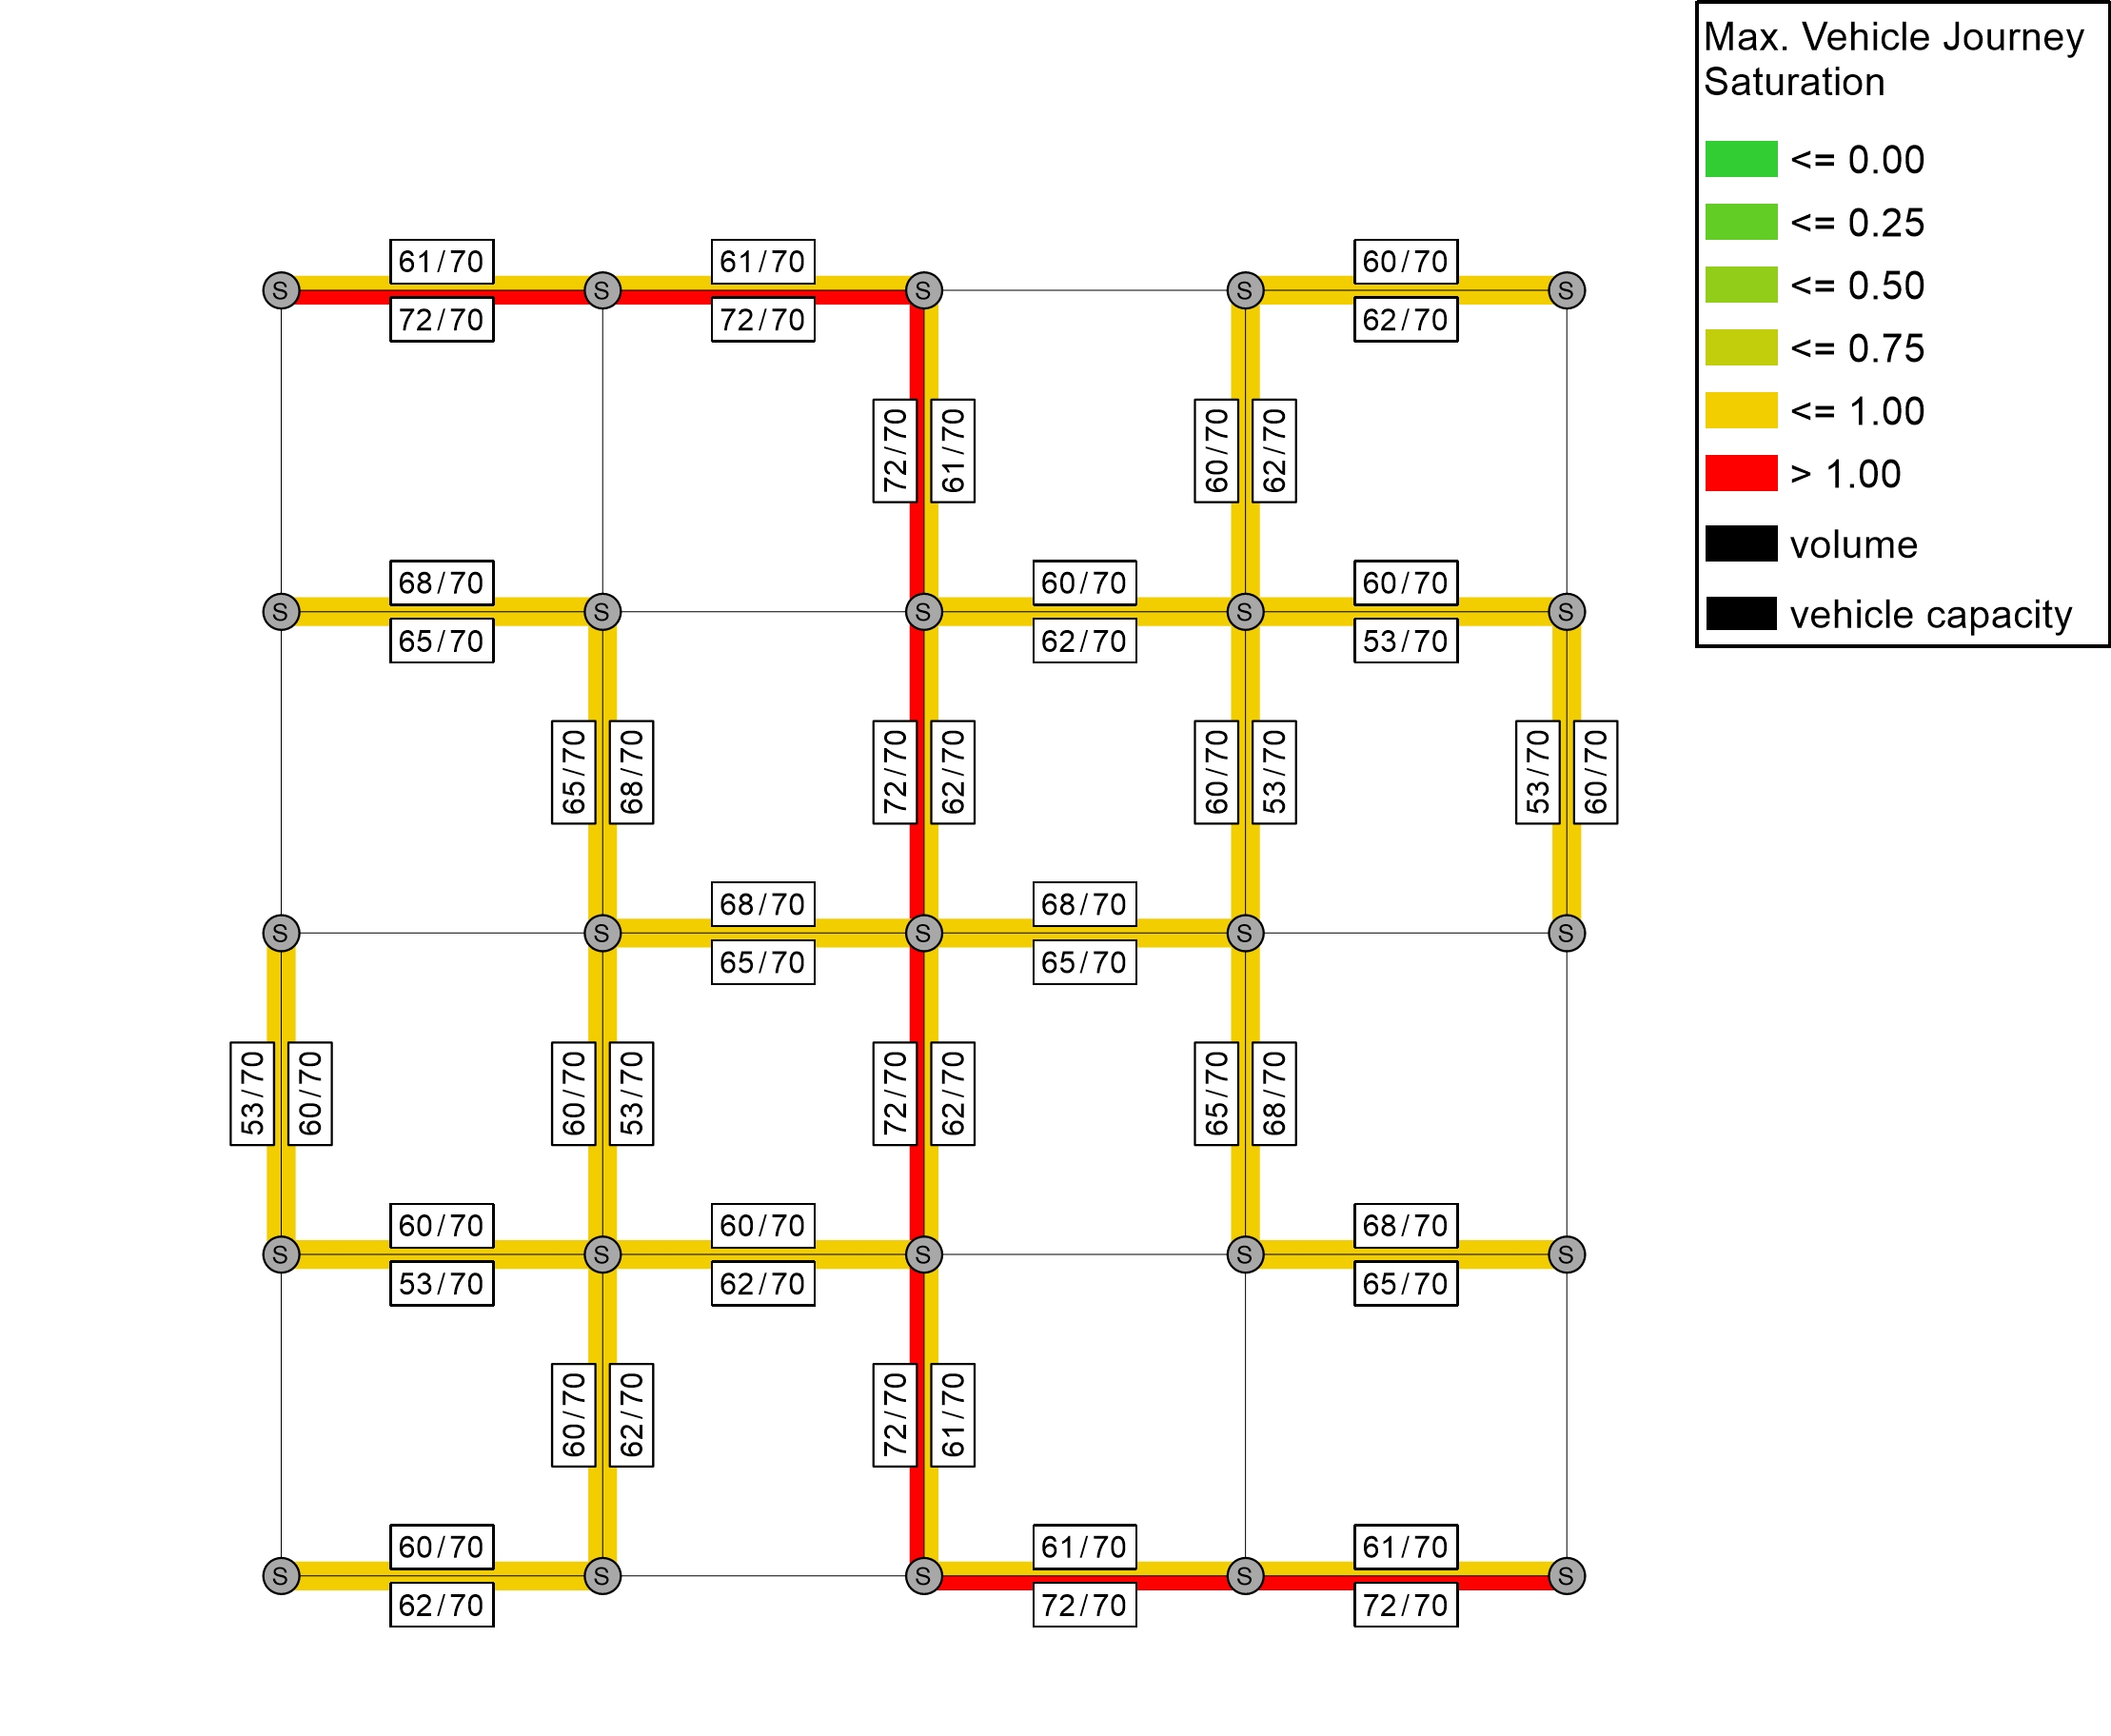 Max. Vehicle Journey
Saturation
<= 0.00
<= 0.25
<= 0.50
<= 0.75
<= 1.00
> 1.00
volume
vehicle capacity
61/70 61/70 60/70
S S S S S
72/70 72/70 62/70
72/70 61/70 60/70 62/70
68/70 60/70 60/70
S S S S S
65/70 62/70 53/70
65/70 68/70 72/70 62/70 60/70 53/70 53/70 60/70
68/70 68/70
S S S S S
65/70 65/70
53/70 60/70 60/70 53/70 72/70 62/70 65/70 68/70
60/70 60/70 68/70
S S S S S
53/70 62/70 65/70
60/70 62/70 72/70 61/70
60/70 61/70 61/70
S S S S S
62/70 72/70 72/70